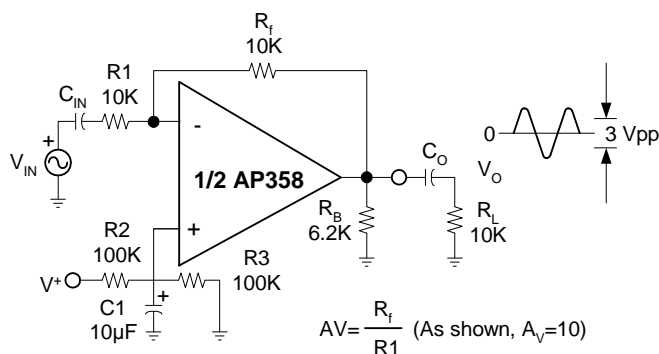 Rf
10K
R1
10K
CIN
+
VIN
-
+
1/2 AP358
R2
100K
V+
C1
10µF
+
R3
100K
RB
6.2K
CO
RL
10K
0
3 Vpp
VO
AV= Rf / R1 (As shown, AV=10)